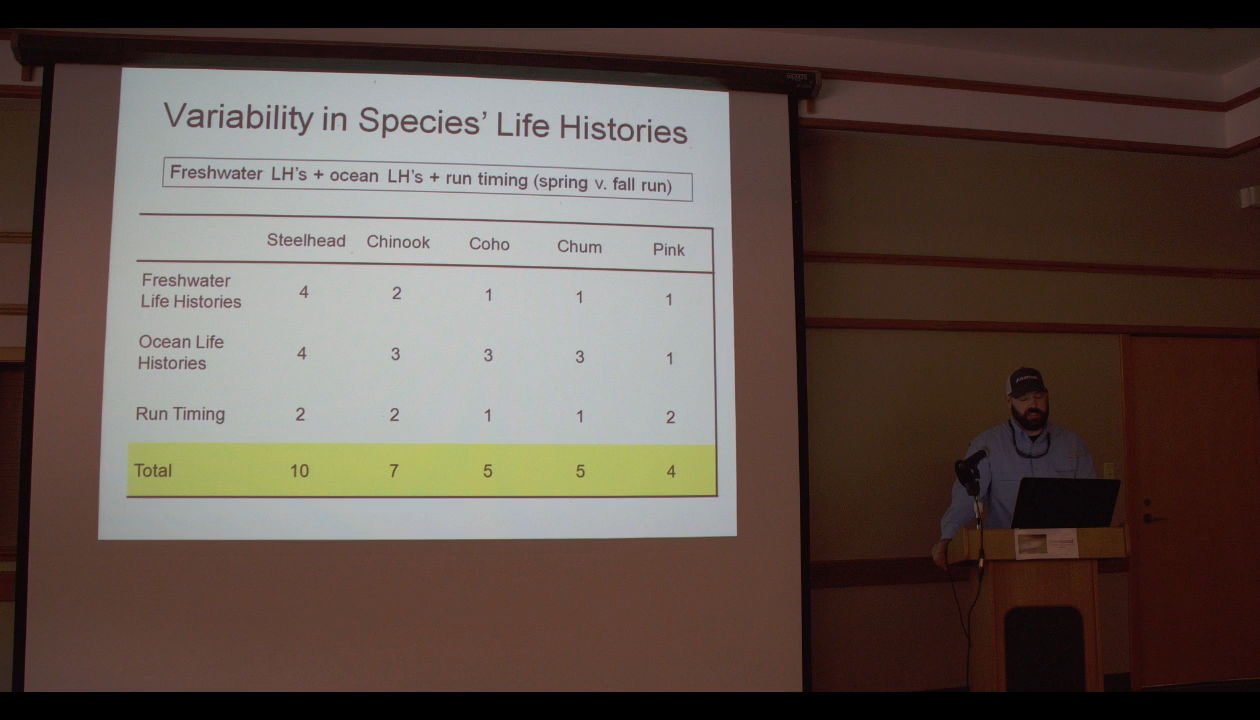 Variability in Species' Life Histories
Freshwater LH's + ocean LH's + run timing (spring v. fall run)
Steelhead Chinook Coho Chum Pink
Freshwater
Life Histories 4 2 1 1 1
Ocean Life
Histories 4 3 3 3 1
Run Timing 2 2 1 1 2
Total 10 7 5 5 4